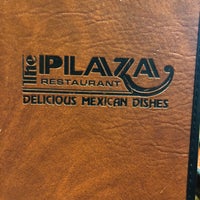 The PLAZA
RESTAURANT
DELICIOUS MEXICAN DISHES